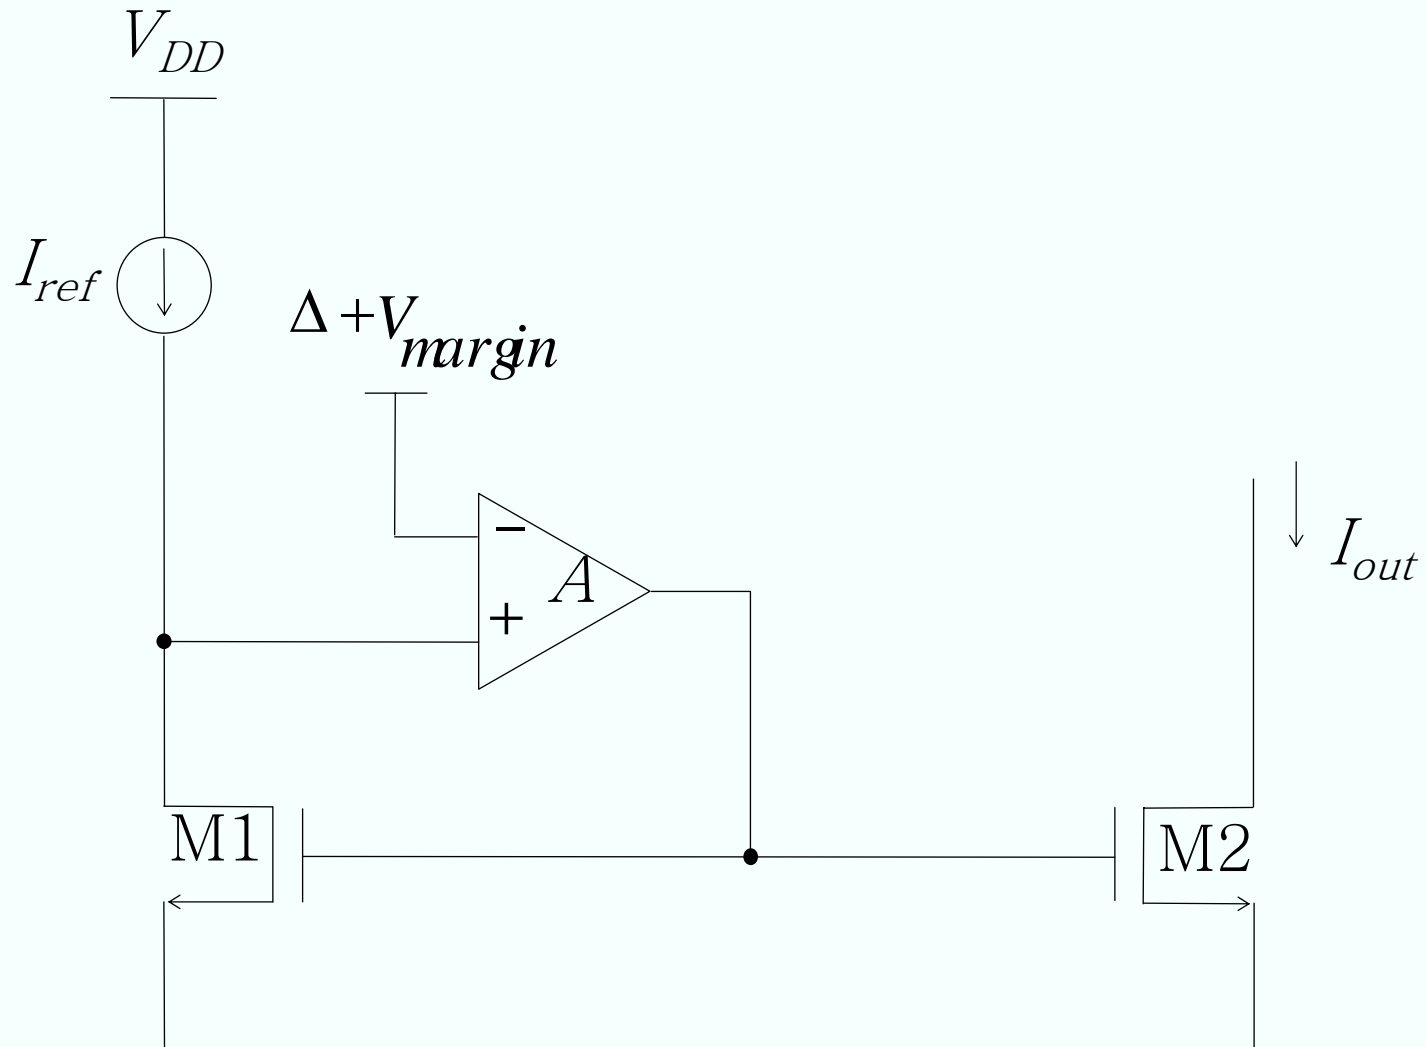 V_DD
I_ref
Δ+V_margin
−
A
+
I_out
M1
M2